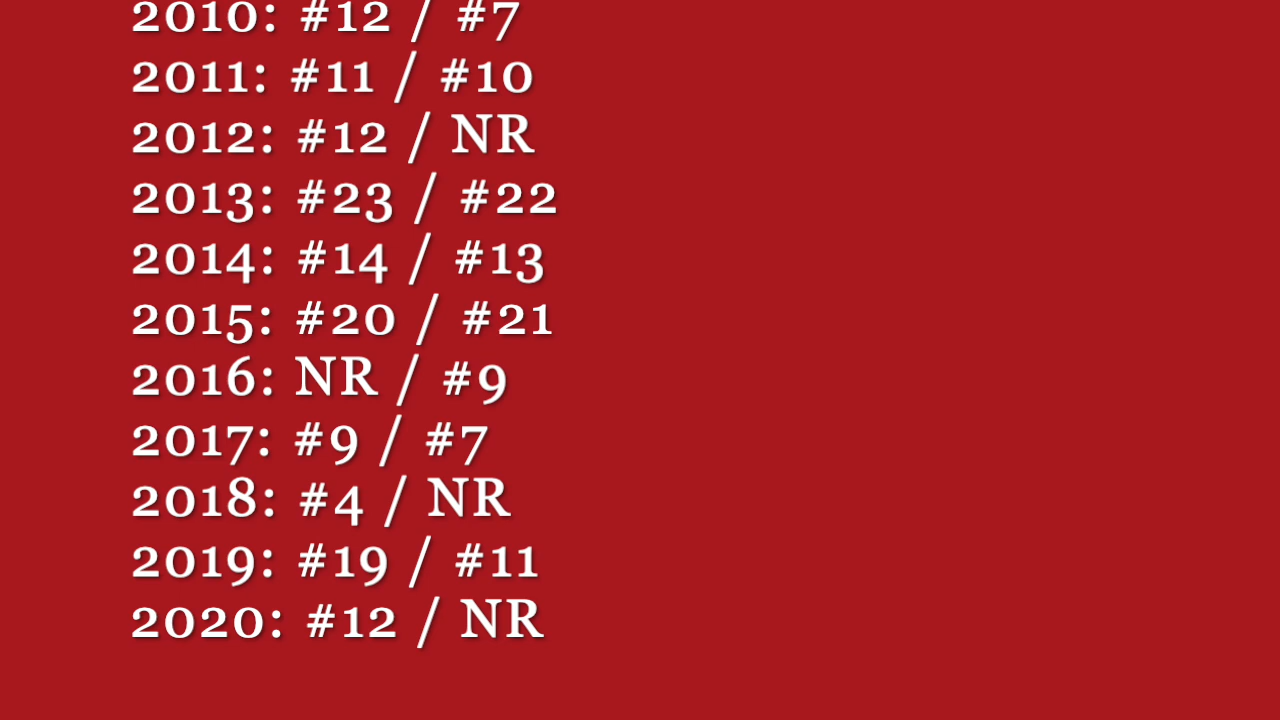 2010: #12 / #7
2011: #11 / #10
2012: #12 / NR
2013: #23 / #22
2014: #14 / #13
2015: #20 / #21
2016: NR / #9
2017: #9 / #7
2018: #4 / NR
2019: #19 / #11
2020: #12 / NR